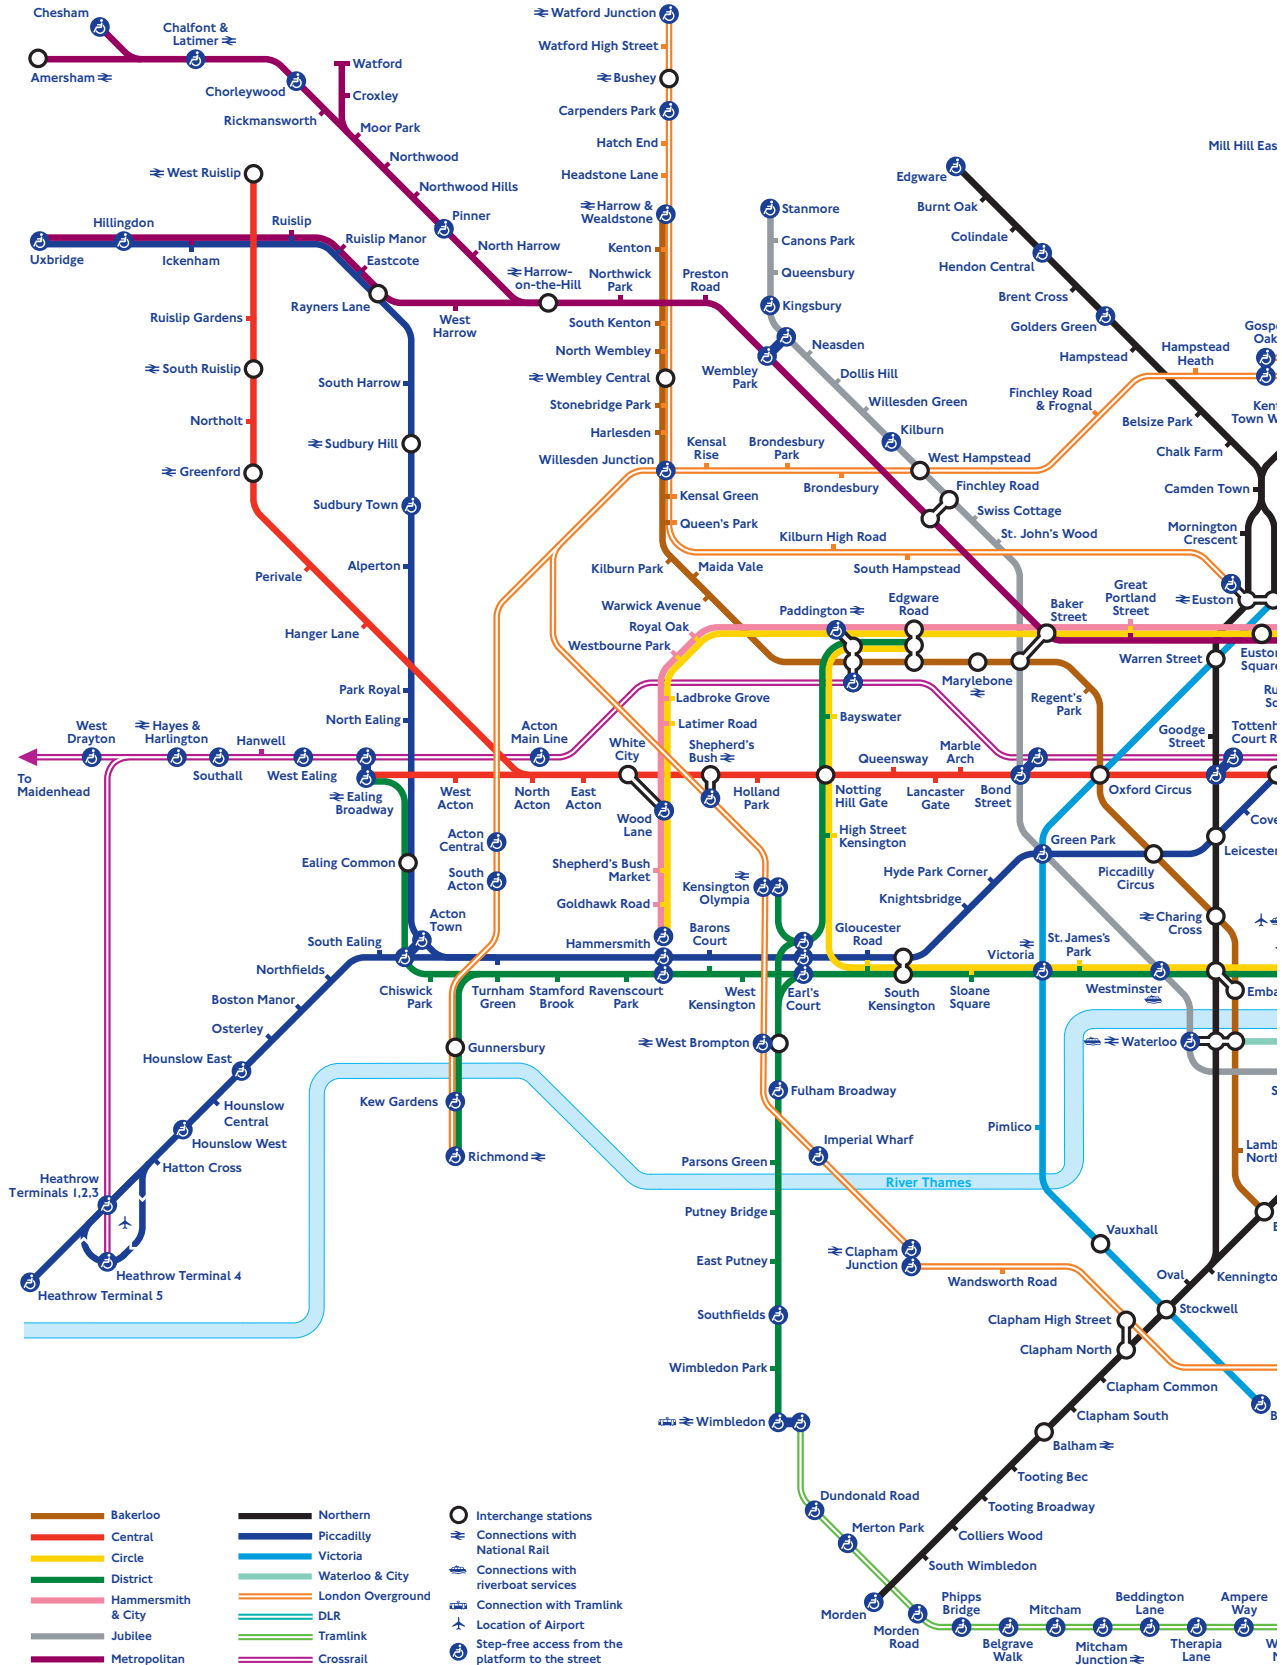 Chesham
Chalfont &
Latimer
Amersham
Chorleywood
Rickmansworth
Watford
Croxley
Moor Park
Northwood
Northwood Hills
Pinner
North Harrow
Harrow-
on-the-Hill
West Ruislip
Hillingdon
Uxbridge
Ickenham
Ruislip
Ruislip Manor
Eastcote
Rayners Lane
West
Harrow
Northwick
Park
Preston
Road
Ruislip Gardens
South Ruislip
Northolt
Greenford
Perivale
Hanger Lane
South Harrow
Sudbury Hill
Sudbury Town
Alperton
Park Royal
North Ealing
Watford Junction
Watford High Street
Bushey
Carpenders Park
Hatch End
Headstone Lane
Harrow &
Wealdstone
Kenton
South Kenton
North Wembley
Wembley Central
Stonebridge Park
Harlesden
Willesden Junction
Kensal Green
Queen's Park
Kilburn Park
Maida Vale
Warwick Avenue
Royal Oak
Westbourne Park
Stanmore
Canons Park
Queensbury
Kingsbury
Wembley
Park
Neasden
Dollis Hill
Willesden Green
Kilburn
West Hampstead
Finchley Road
Swiss Cottage
St. John's Wood
Kensal
Rise
Brondesbury
Park
Brondesbury
Finchley Road
& Frognal
Hampstead
Heath
Gospe
Oak
Kent
Town W
Kilburn High Road
South Hampstead
Mill Hill Eas
Edgware
Burnt Oak
Colindale
Hendon Central
Brent Cross
Golders Green
Hampstead
Belsize Park
Chalk Farm
Camden Town
Mornington
Crescent
Euston
Paddington
Edgware
Road
Baker
Street
Great
Portland
Street
Euston
Square
Warren Street
Marylebone
Regent's
Park
Ru
So
Goodge
Street
Tottenh
Court R
Ladbroke Grove
Latimer Road
Bayswater
West
Drayton
Hayes &
Harlington
Hanwell
Southall
West Ealing
To
Maidenhead
Ealing
Broadway
Acton
Main Line
West
Acton
North
Acton
East
Acton
White
City
Shepherd's
Bush
Holland
Park
Wood
Lane
Notting
Hill Gate
Queensway
Lancaster
Gate
Marble
Arch
Bond
Street
Oxford Circus
Acton
Central
South
Acton
Shepherd's Bush
Market
Goldhawk Road
Hammersmith
High Street
Kensington
Kensington
Olympia
Hyde Park Corner
Knightsbridge
Green Park
Piccadilly
Circus
Cove
Leicester
Charing
Cross
Ealing Common
Acton
Town
South Ealing
Northfields
Boston Manor
Osterley
Hounslow East
Hounslow
Central
Hounslow West
Hatton Cross
Heathrow
Terminals 1,2,3
Heathrow Terminal 4
Heathrow Terminal 5
Chiswick
Park
Turnham
Green
Stamford
Brook
Ravenscourt
Park
Barons
Court
West
Kensington
Earl's
Court
Gloucester
Road
South
Kensington
Sloane
Square
Victoria
St. James's
Park
Westminster
Emba
Waterloo
S
Gunnersbury
Kew Gardens
Richmond
West Brompton
Fulham Broadway
Imperial Wharf
Parsons Green
Putney Bridge
East Putney
Southfields
Wimbledon Park
Wimbledon
Pimlico
River Thames
Lamb
North
E
Vauxhall
Clapham
Junction
Wandsworth Road
Oval
Kenningto
Stockwell
Clapham High Street
Clapham North
Clapham Common
Clapham South
B
Balham
Tooting Bec
Tooting Broadway
Colliers Wood
South Wimbledon
Morden
Dundonald Road
Merton Park
Morden
Road
Phipps
Bridge
Belgrave
Walk
Mitcham
Mitcham
Junction
Beddington
Lane
Therapia
Lane
Ampere
Way
W
Bakerloo
Central
Circle
District
Hammersmith
& City
Jubilee
Metropolitan
Northern
Piccadilly
Victoria
Waterloo & City
London Overground
DLR
Tramlink
Crossrail
Interchange stations
Connections with
National Rail
Connections with
riverboat services
Connection with Tramlink
Location of Airport
Step-free access from the
platform to the street